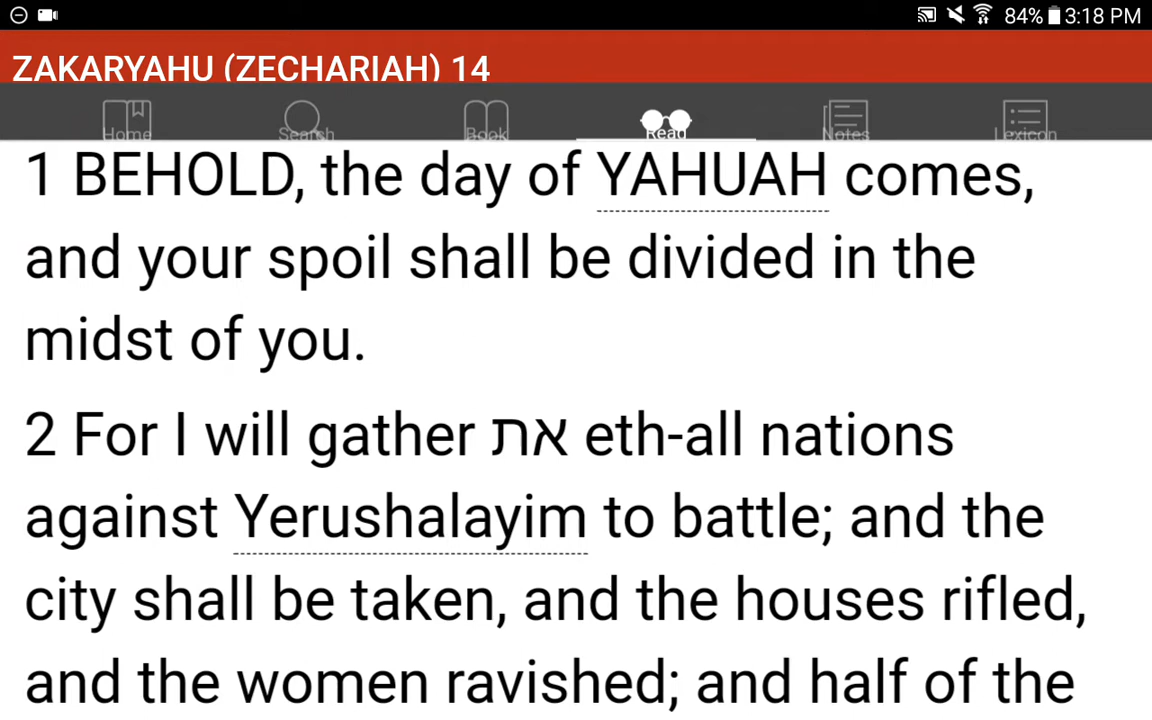 84% 3:18 PM
ZAKARYAHU (ZECHARIAH) 14
Home Search Book Read Notes Lexicon
1 BEHOLD, the day of YAHUAH comes,
and your spoil shall be divided in the
midst of you.
2 For I will gather את eth-all nations
against Yerushalayim to battle; and the
city shall be taken, and the houses rifled,
and the women ravished; and half of the